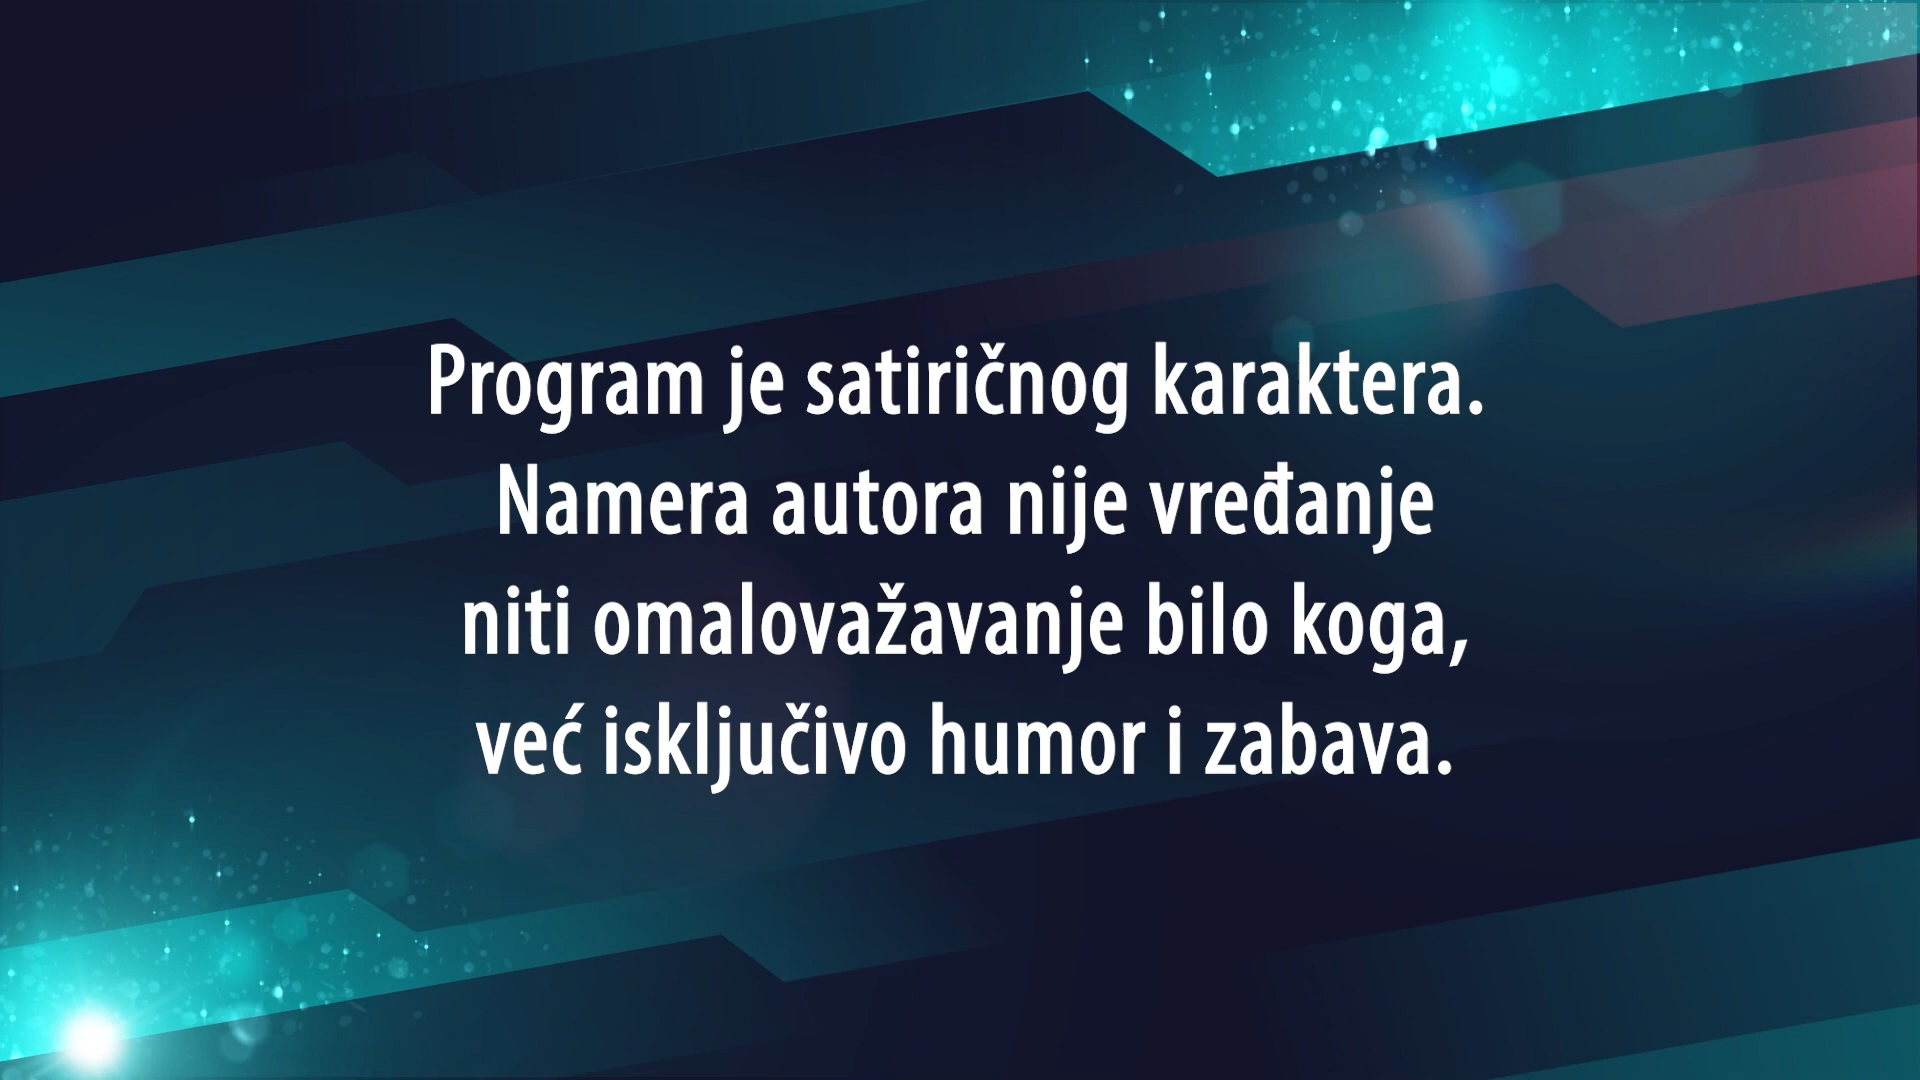 Program je satiričnog karaktera.
Namera autora nije vređanje
niti omalovažavanje bilo koga,
već isključivo humor i zabava.